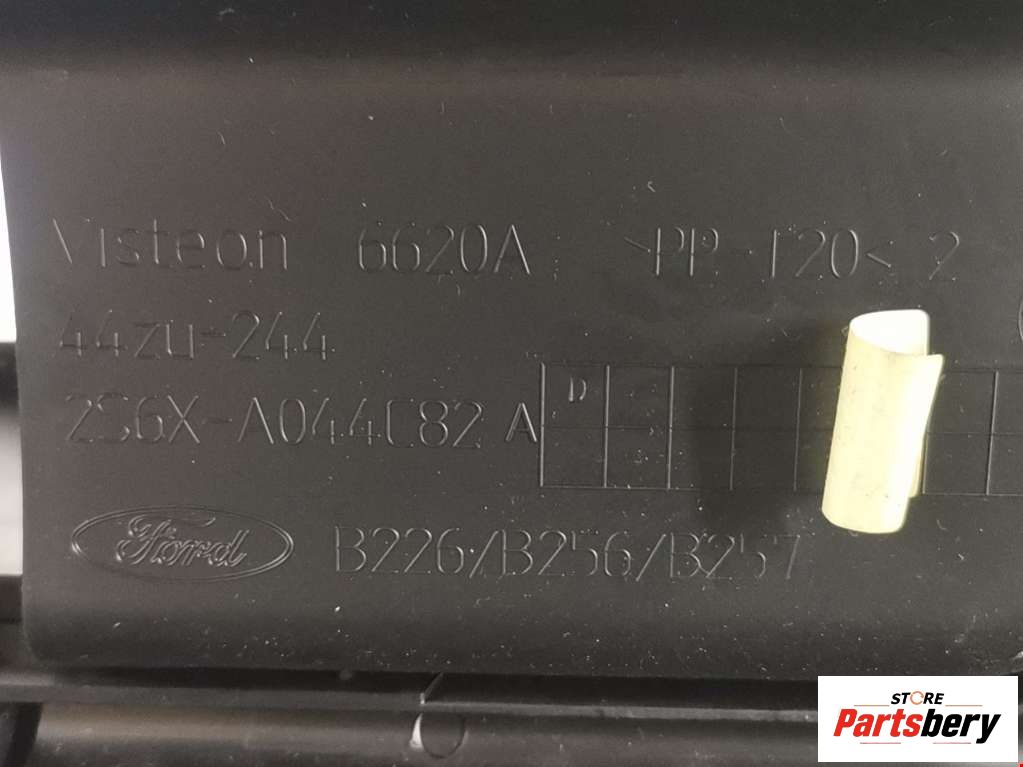 Visteon 6620A >PP-T20< 2
44ZU-244
2S6X-A044C82 A D
Ford B226/B256/B257
STORE
Partsbery